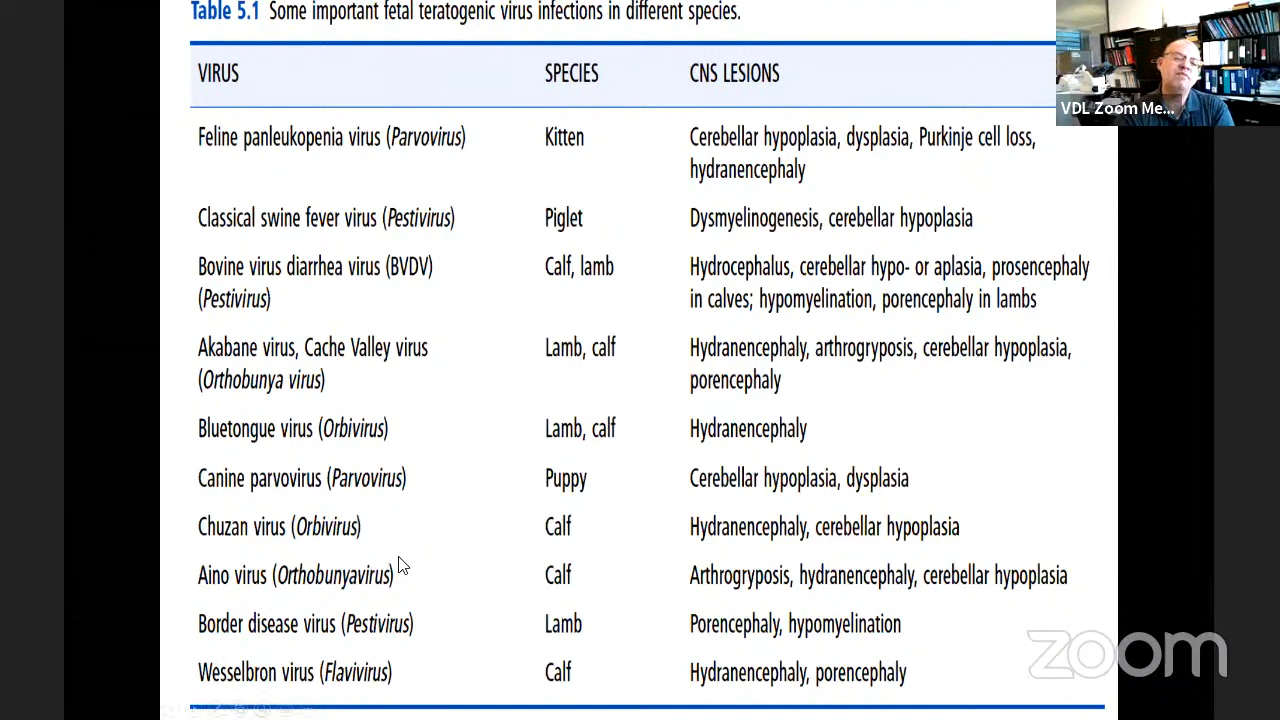 Table 5.1 Some important fetal teratogenic virus infections in different species.
VIRUS SPECIES CNS LESIONS
Feline panleukopenia virus (Parvovirus) Kitten Cerebellar hypoplasia, dysplasia, Purkinje cell loss,
hydranencephaly
Classical swine fever virus (Pestivirus) Piglet Dysmyelinogenesis, cerebellar hypoplasia
Bovine virus diarrhea virus (BVDV) Calf, lamb Hydrocephalus, cerebellar hypo- or aplasia, prosencephaly
(Pestivirus) in calves; hypomyelination, porencephaly in lambs
Akabane virus, Cache Valley virus Lamb, calf Hydranencephaly, arthrogryposis, cerebellar hypoplasia,
(Orthobunya virus) porencephaly
Bluetongue virus (Orbivirus) Lamb, calf Hydranencephaly
Canine parvovirus (Parvovirus) Puppy Cerebellar hypoplasia, dysplasia
Chuzan virus (Orbivirus) Calf Hydranencephaly, cerebellar hypoplasia
Aino virus (Orthobunyavirus) Calf Arthrogryposis, hydranencephaly, cerebellar hypoplasia
Border disease virus (Pestivirus) Lamb Porencephaly, hypomyelination
Wesselbron virus (Flavivirus) Calf Hydranencephaly, porencephaly
VDL Zoom Me...
zoom